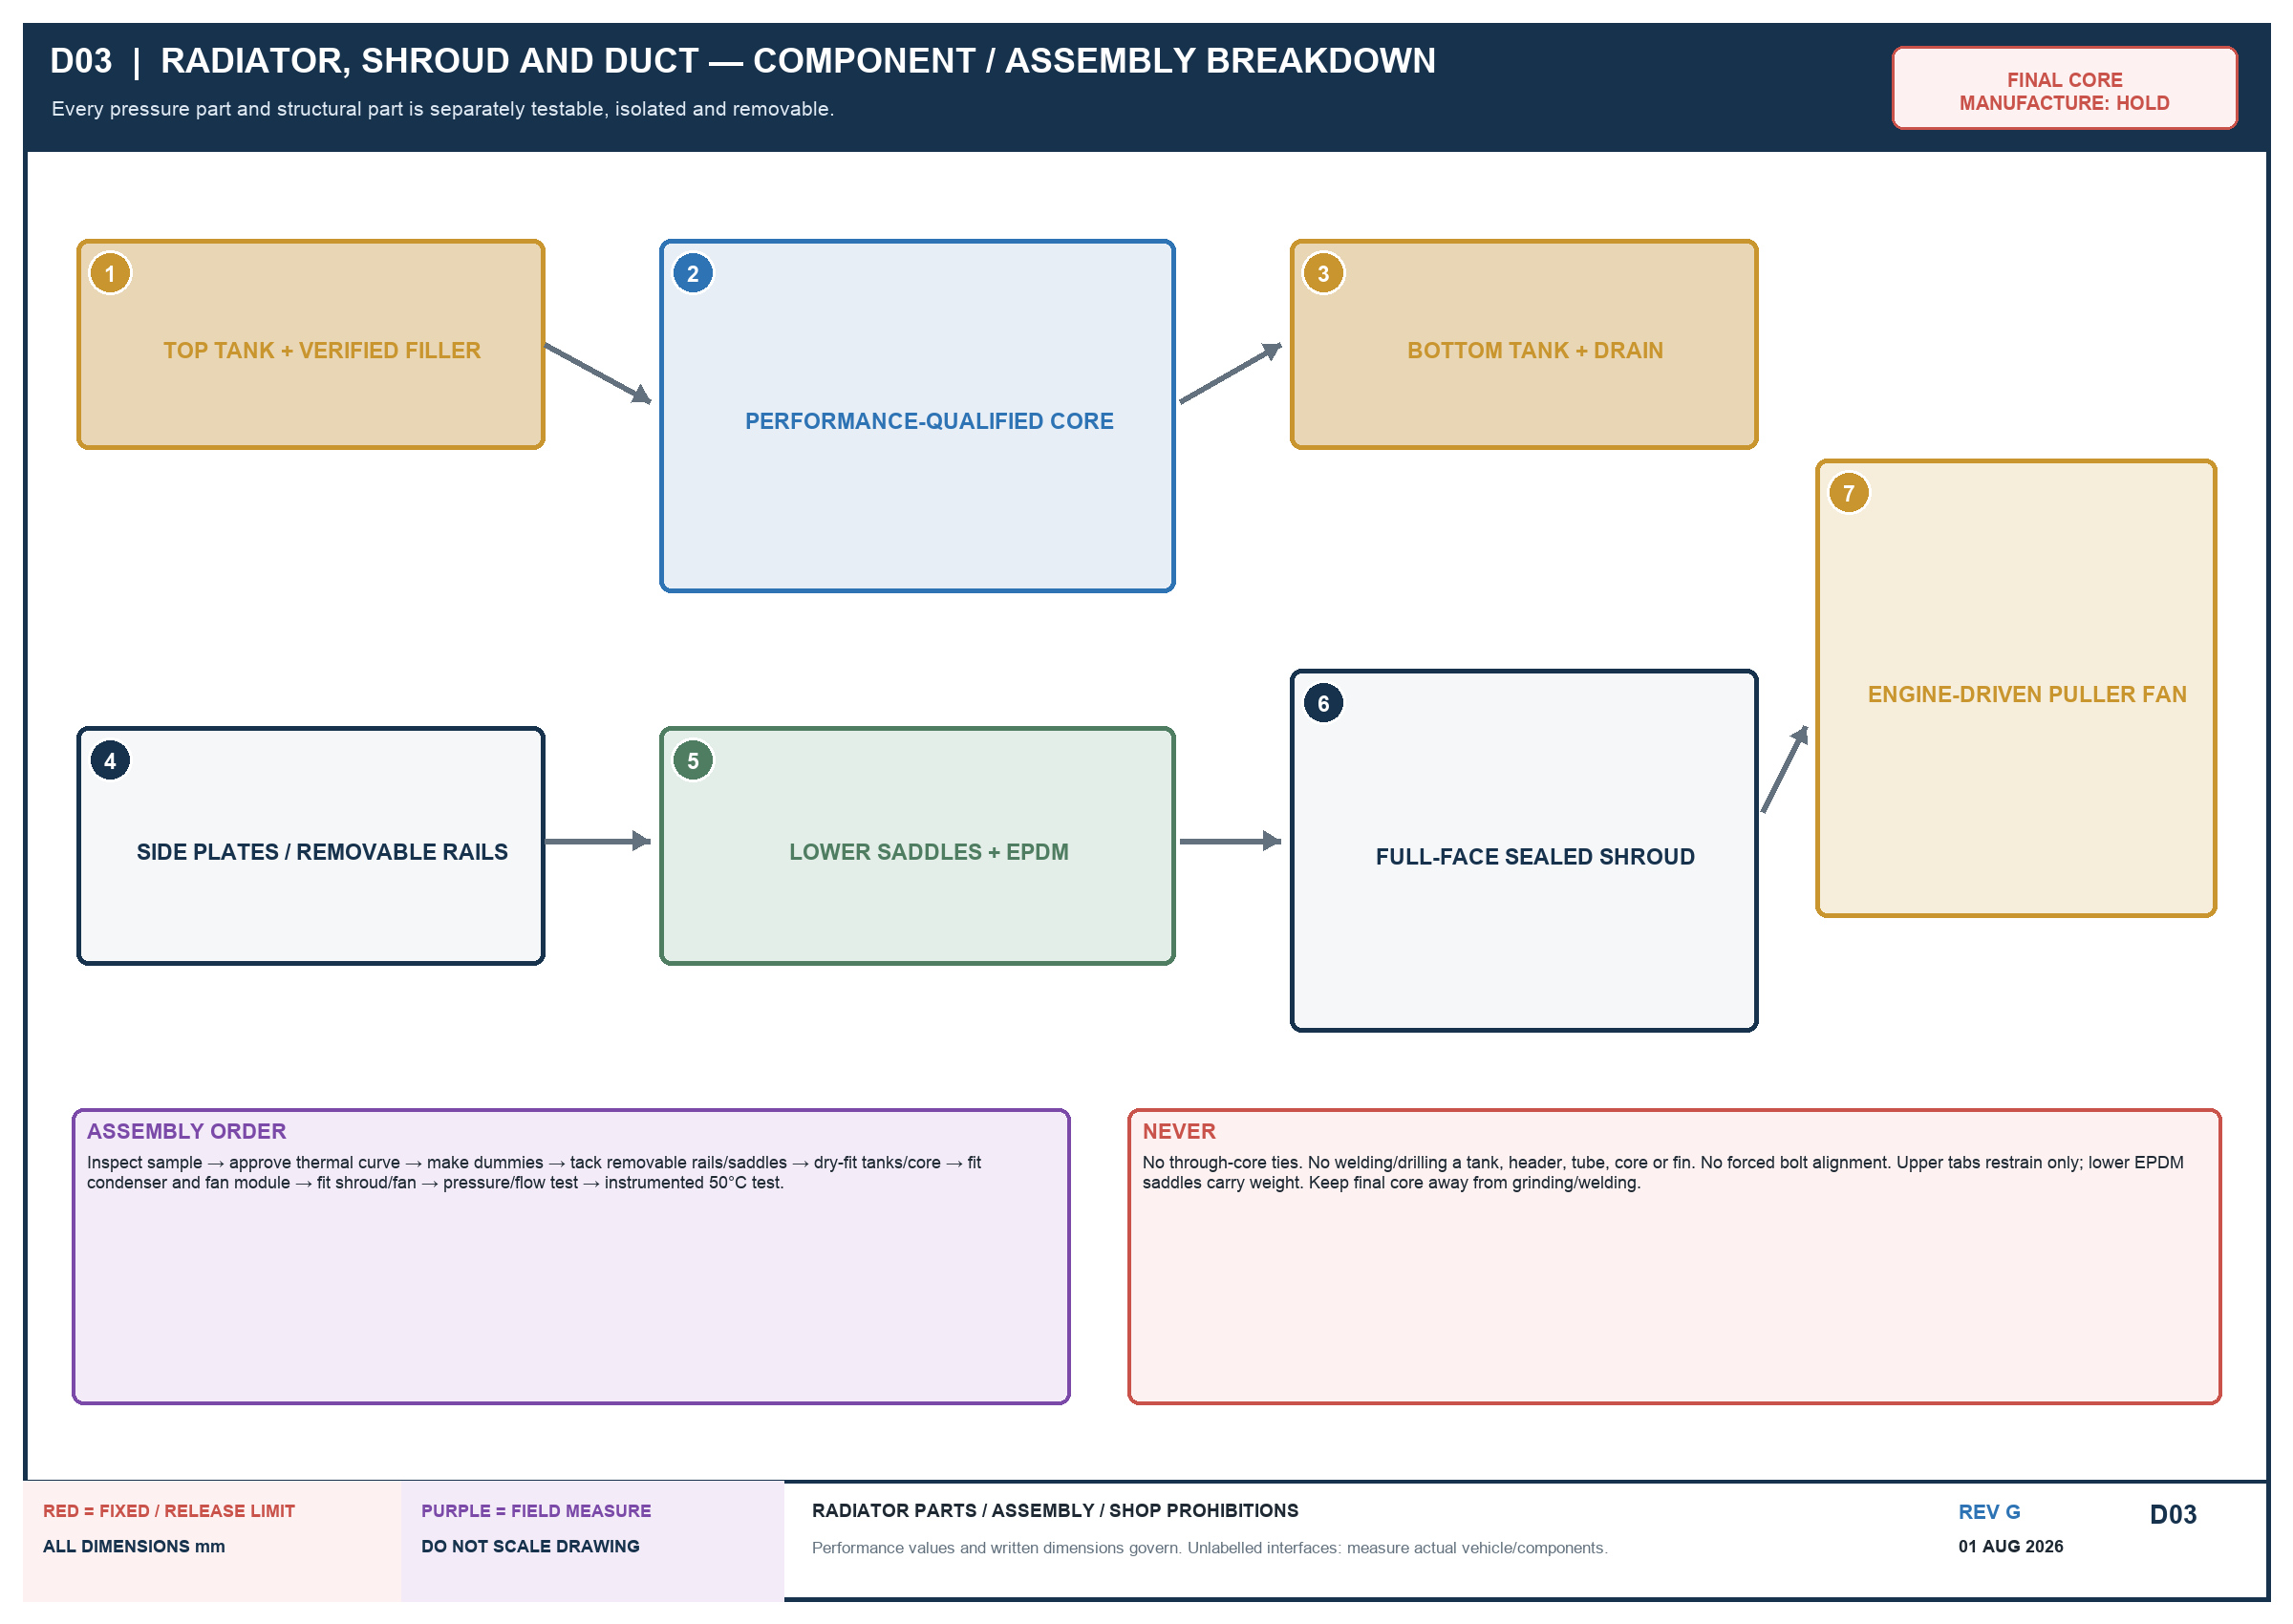 D03 | RADIATOR, SHROUD AND DUCT — COMPONENT / ASSEMBLY BREAKDOWN
Every pressure part and structural part is separately testable, isolated and removable.
FINAL CORE
MANUFACTURE: HOLD
1
TOP TANK + VERIFIED FILLER
2
PERFORMANCE-QUALIFIED CORE
3
BOTTOM TANK + DRAIN
7
ENGINE-DRIVEN PULLER FAN
4
SIDE PLATES / REMOVABLE RAILS
5
LOWER SADDLES + EPDM
6
FULL-FACE SEALED SHROUD
ASSEMBLY ORDER
Inspect sample → approve thermal curve → make dummies → tack removable rails/saddles → dry-fit tanks/core → fit
condenser and fan module → fit shroud/fan → pressure/flow test → instrumented 50°C test.
NEVER
No through-core ties. No welding/drilling a tank, header, tube, core or fin. No forced bolt alignment. Upper tabs restrain only; lower EPDM
saddles carry weight. Keep final core away from grinding/welding.
RED = FIXED / RELEASE LIMIT
ALL DIMENSIONS mm
PURPLE = FIELD MEASURE
DO NOT SCALE DRAWING
RADIATOR PARTS / ASSEMBLY / SHOP PROHIBITIONS
Performance values and written dimensions govern. Unlabelled interfaces: measure actual vehicle/components.
REV G
01 AUG 2026
D03